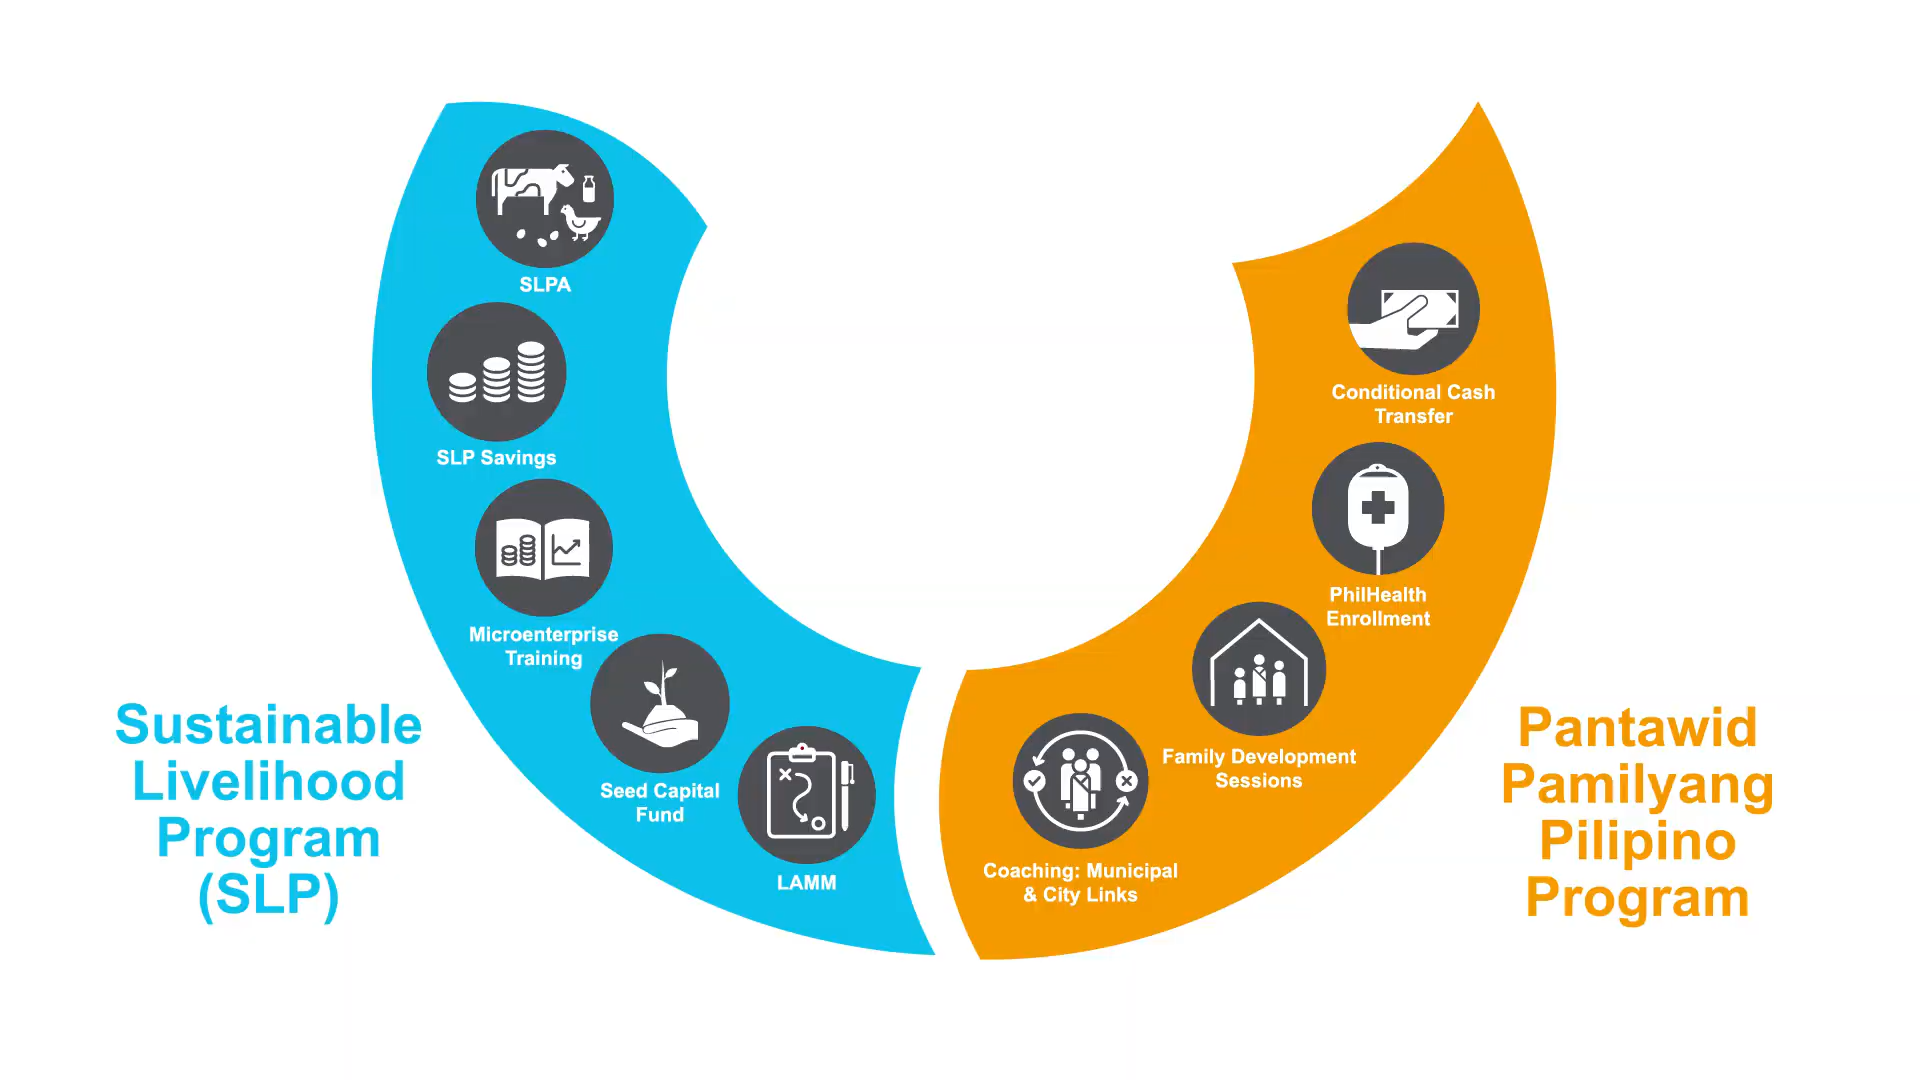 SLPA
SLP Savings
Microenterprise
Training
Seed Capital
Fund
LAMM
Sustainable
Livelihood
Program
(SLP)
Conditional Cash
Transfer
PhilHealth
Enrollment
Family Development
Sessions
Coaching: Municipal
& City Links
Pantawid
Pamilyang
Pilipino
Program